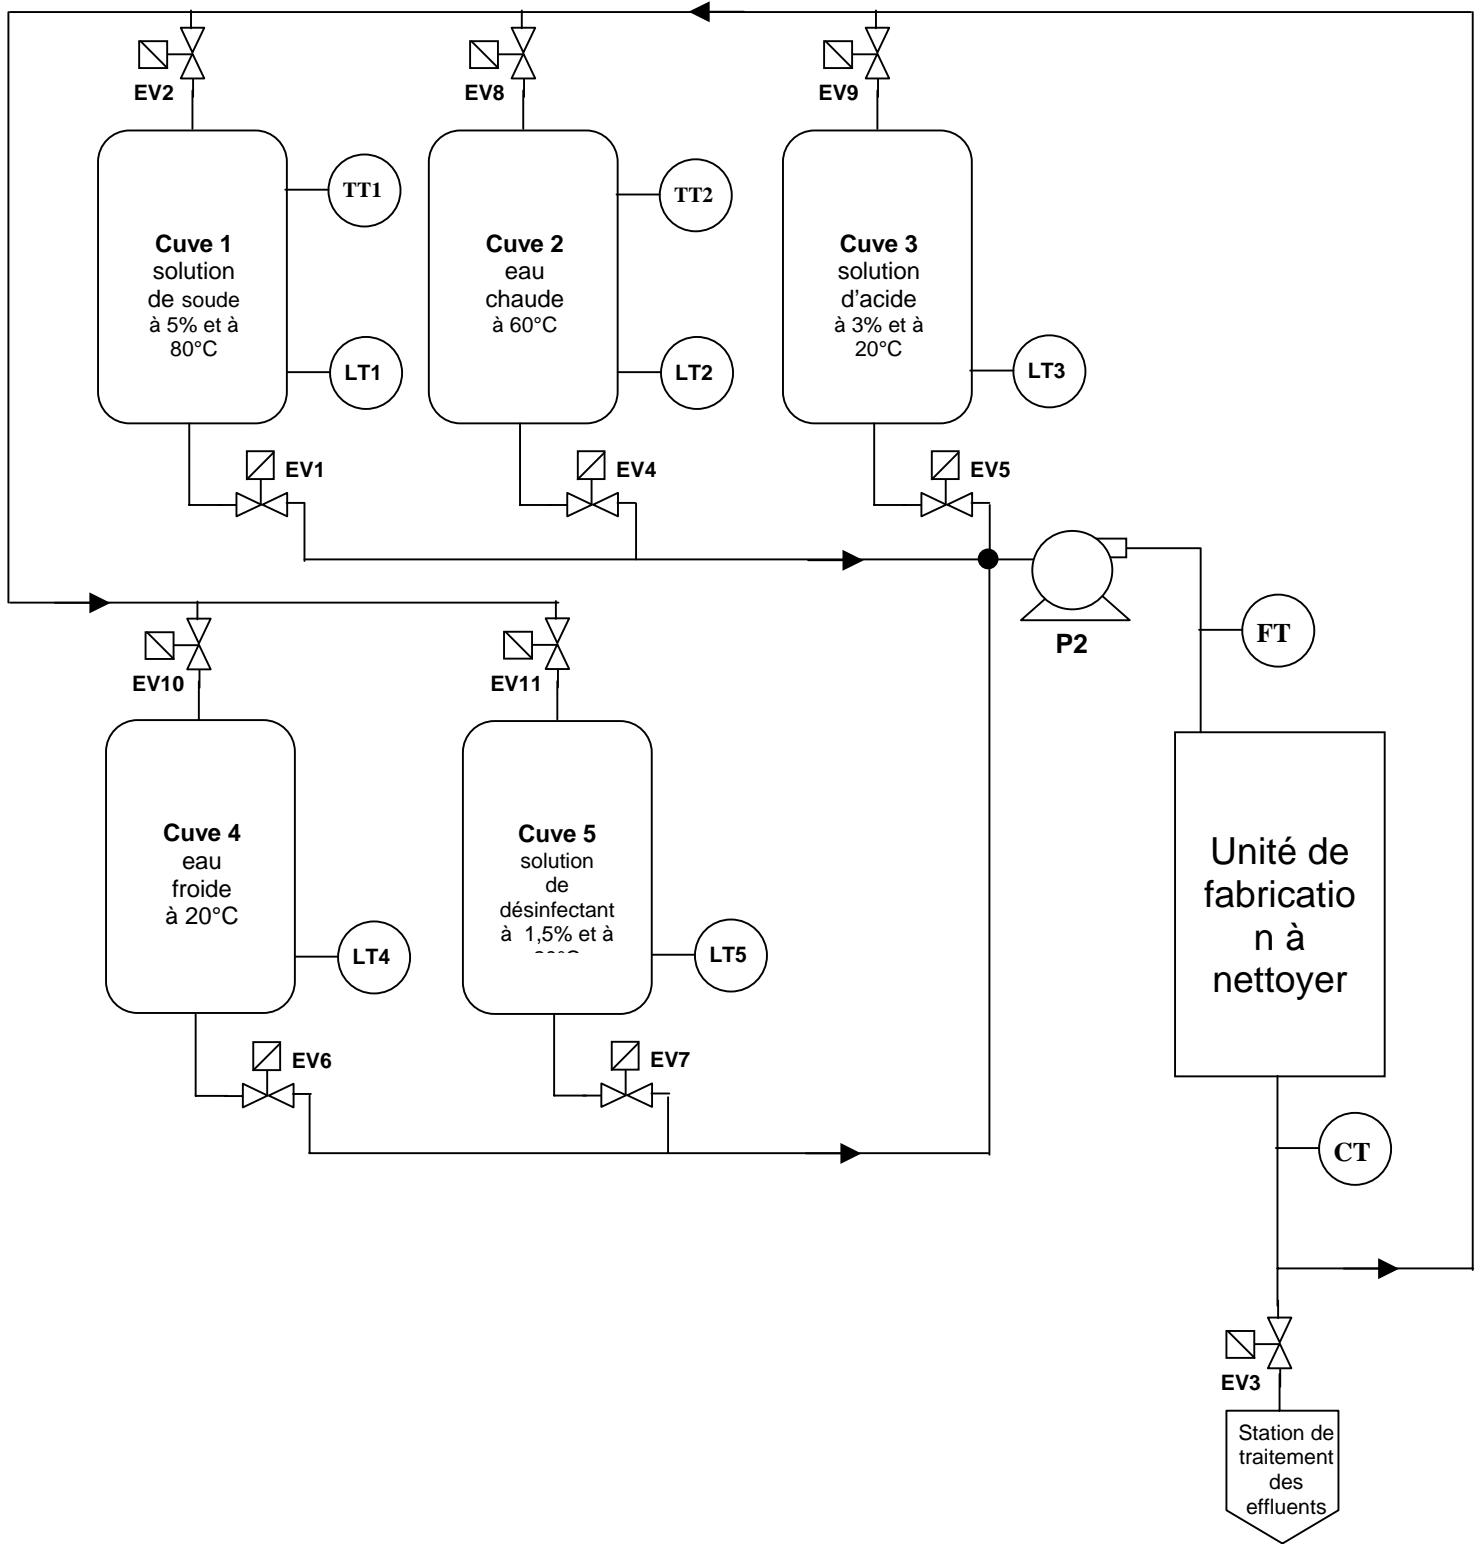 EV2
EV8
EV9
TT1
TT2
Cuve 1
solution
de soude
à 5% et à
80°C
Cuve 2
eau
chaude
à 60°C
Cuve 3
solution
d'acide
à 3% et à
20°C
LT1
LT2
LT3
EV1
EV4
EV5
P2
FT
EV10
EV11
Cuve 4
eau
froide
à 20°C
Cuve 5
solution
de
désinfectant
à 1,5% et à
LT4
LT5
Unité de
fabricatio
n à
nettoyer
EV6
EV7
CT
EV3
Station de
traitement
des
effluents